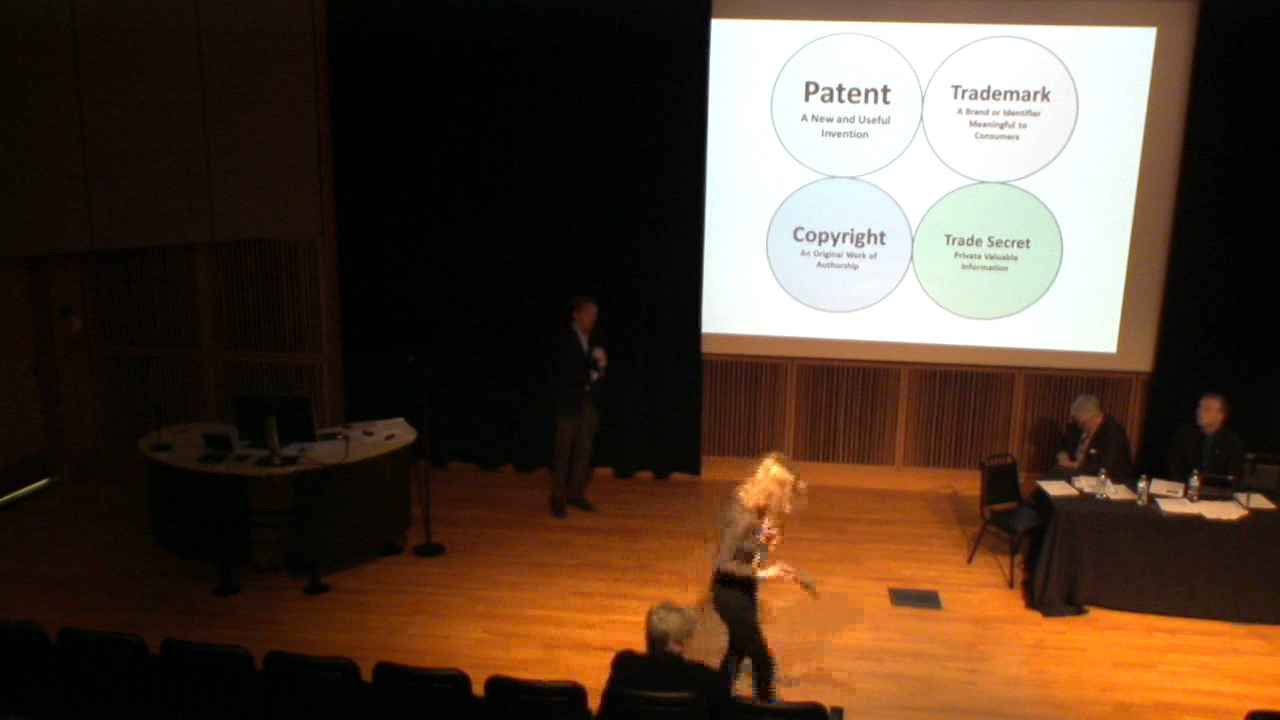 Patent
A New and Useful
Invention
Trademark
A Brand or Identifier
Meaningful to
Consumers
Copyright
An Original Work of
Authorship
Trade Secret
Private Valuable
Information